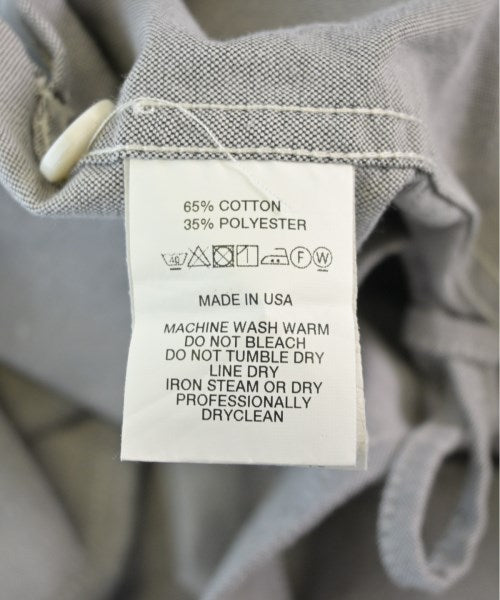 65% COTTON
35% POLYESTER
40 F W
MADE IN USA
MACHINE WASH WARM
DO NOT BLEACH
DO NOT TUMBLE DRY
LINE DRY
IRON STEAM OR DRY
PROFESSIONALLY
DRYCLEAN